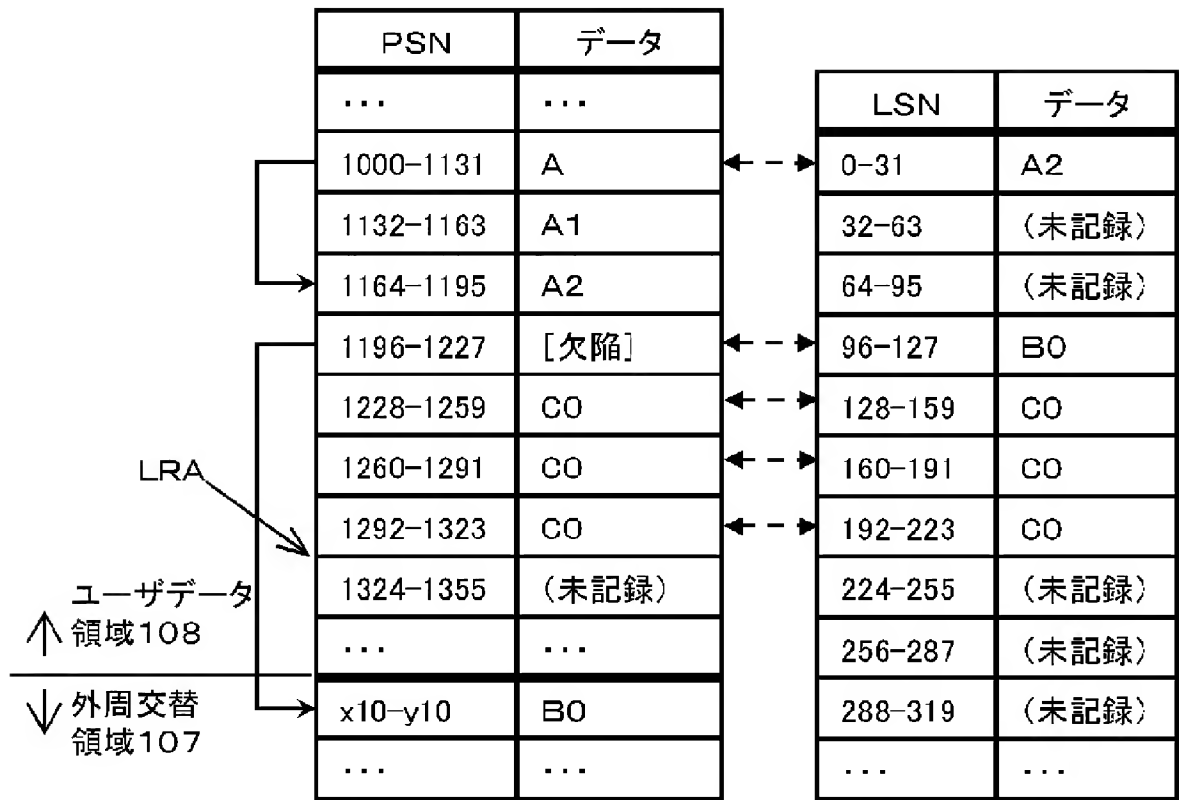 PSN データ
・・・ ・・・
1000-1131 A
1132-1163 A1
1164-1195 A2
1196-1227 [欠陥]
1228-1259 C0
1260-1291 C0
1292-1323 C0
1324-1355 (未記録)
・・・ ・・・
x10-y10 B0
・・・ ・・・
LSN データ
0-31 A2
32-63 (未記録)
64-95 (未記録)
96-127 B0
128-159 C0
160-191 C0
192-223 C0
224-255 (未記録)
256-287 (未記録)
288-319 (未記録)
・・・ ・・・
LRA
ユーザデータ
領域108
外周交替
領域107